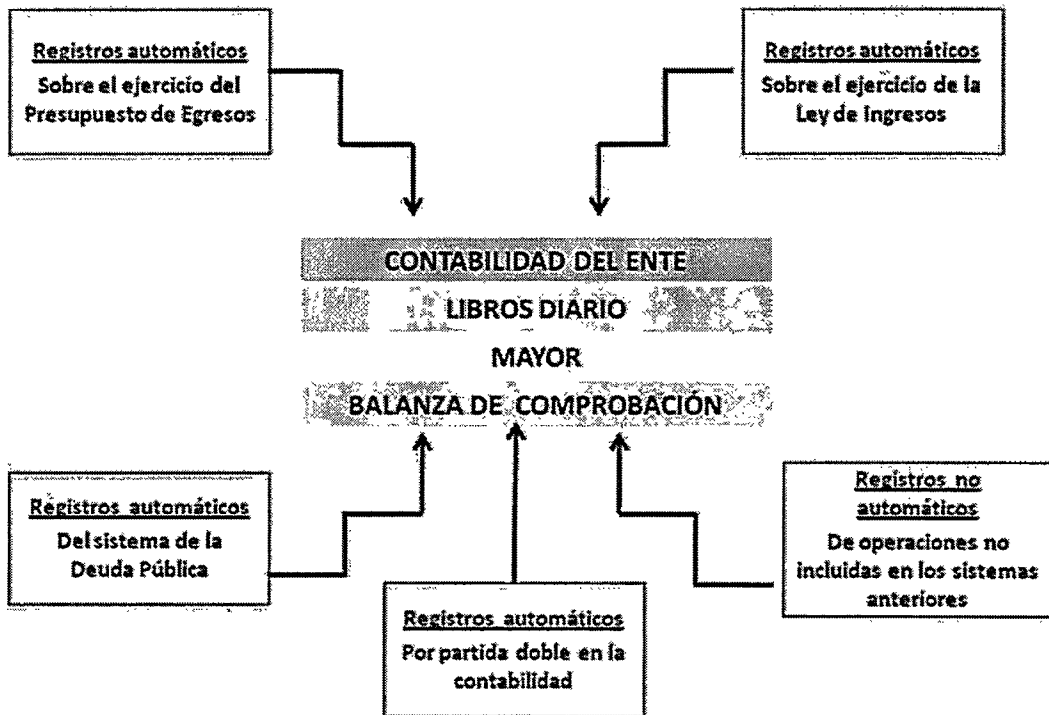 Registros automáticos
Sobre el ejercicio del
Presupuesto de Egresos
Registros automáticos
Sobre el ejercicio de la
Ley de Ingresos
CONTABILIDAD DEL ENTE
LIBROS DIARIO
MAYOR
BALANZA DE COMPROBACIÓN
Registros automáticos
Del sistema de la
Deuda Pública
Registros automáticos
Por partida doble en la
contabilidad
Registros no
automáticos
De operaciones no
incluidas en los sistemas
anteriores